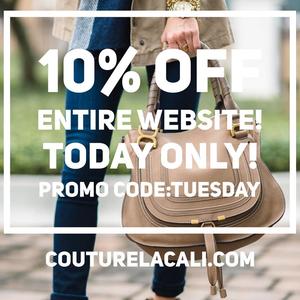 10% OFF
ENTIRE WEBSITE!
TODAY ONLY!
PROMO CODE:TUESDAY
COUTURELACALI.COM